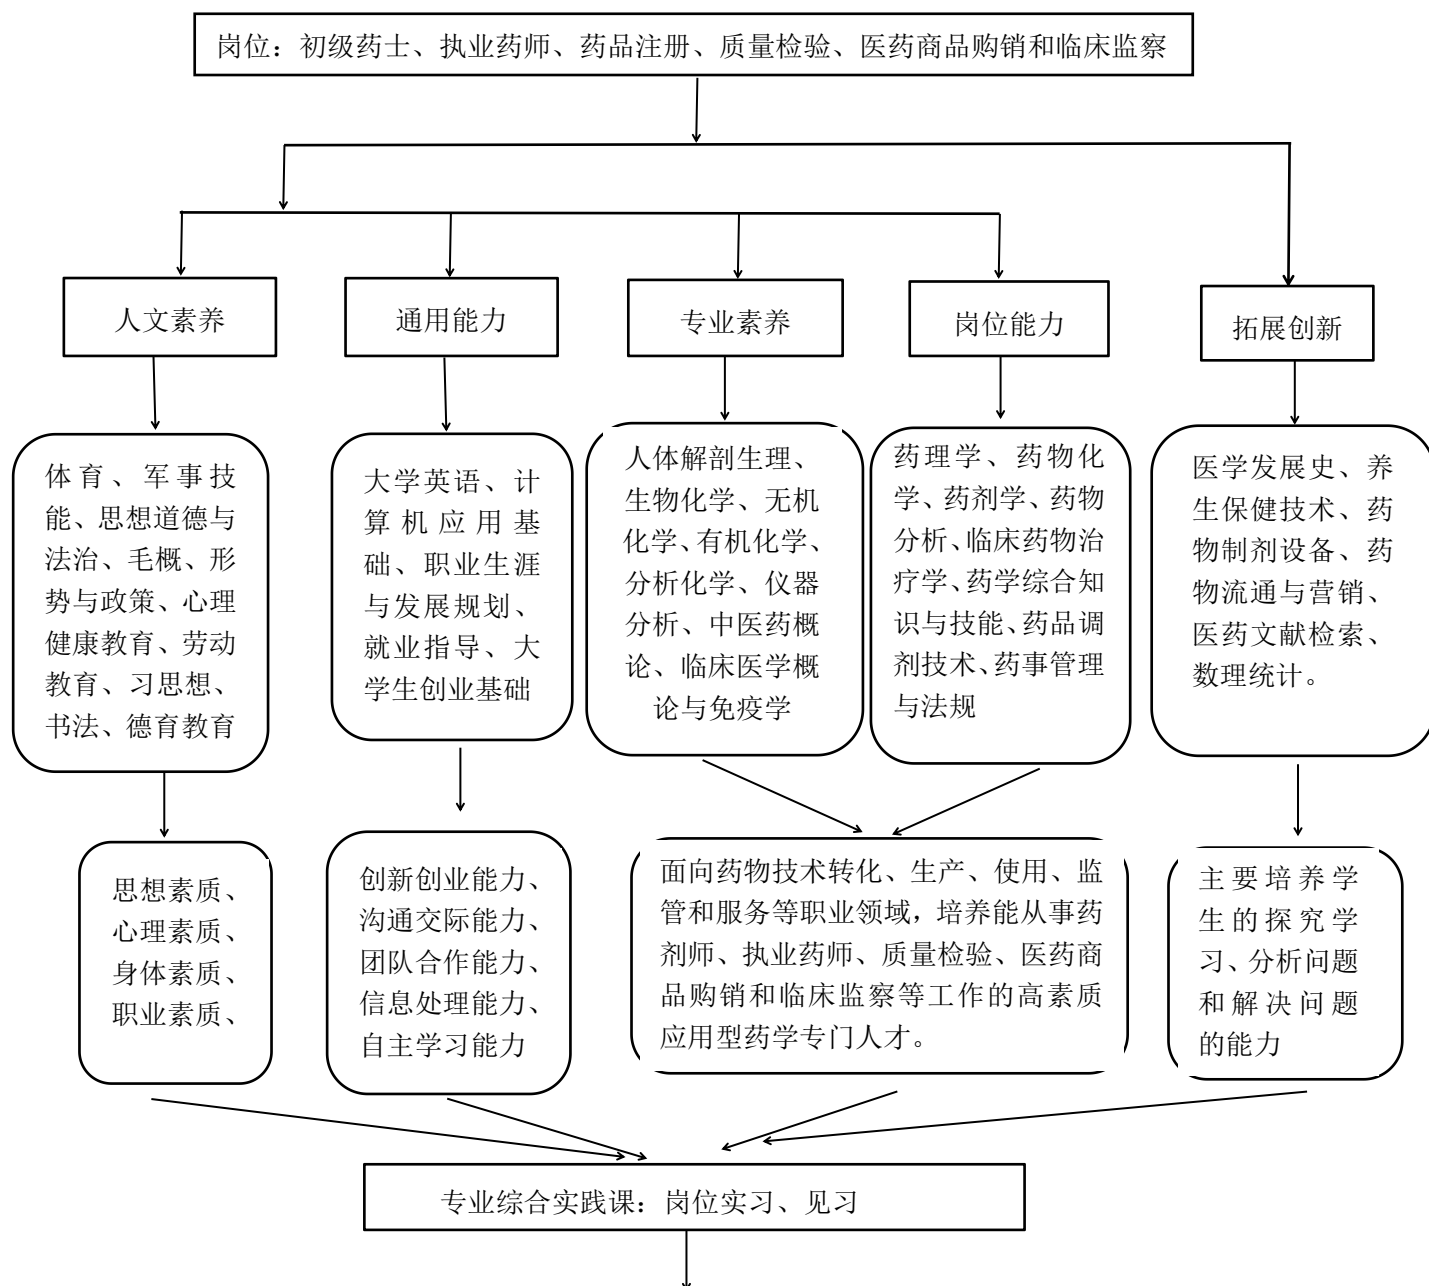 岗位：初级药士、执业药师、药品注册、质量检验、医药商品购销和临床监察
人文素养
通用能力
专业素养
岗位能力
拓展创新
体育、军事技
能、思想道德与
法治、毛概、形
势与政策、心理
健康教育、劳动
教育、习思想、
书法、德育教育
大学英语、计
算机应用基
础、职业生涯
与发展规划、
就业指导、大
学生创业基础
人体解剖生理、
生物化学、无机
化学、有机化学、
分析化学、仪器
分析、中医药概
论、临床医学概
论与免疫学
药理学、药物化
学、药剂学、药物
分析、临床药物治
疗学、药学综合知
识与技能、药品调
剂技术、药事管理
与法规
医学发展史、养
生保健技术、药
物制剂设备、药
物流通与营销、
医药文献检索、
数理统计。
思想素质、
心理素质、
身体素质、
职业素质、
创新创业能力、
沟通交际能力、
团队合作能力、
信息处理能力、
自主学习能力
面向药物技术转化、生产、使用、监
管和服务等职业领域，培养能从事药
剂师、执业药师、质量检验、医药商
品购销和临床监察等工作的高素质
应用型药学专门人才。
主要培养学
生的探究学
习、分析问题
和解决问题
的能力
专业综合实践课：岗位实习、见习